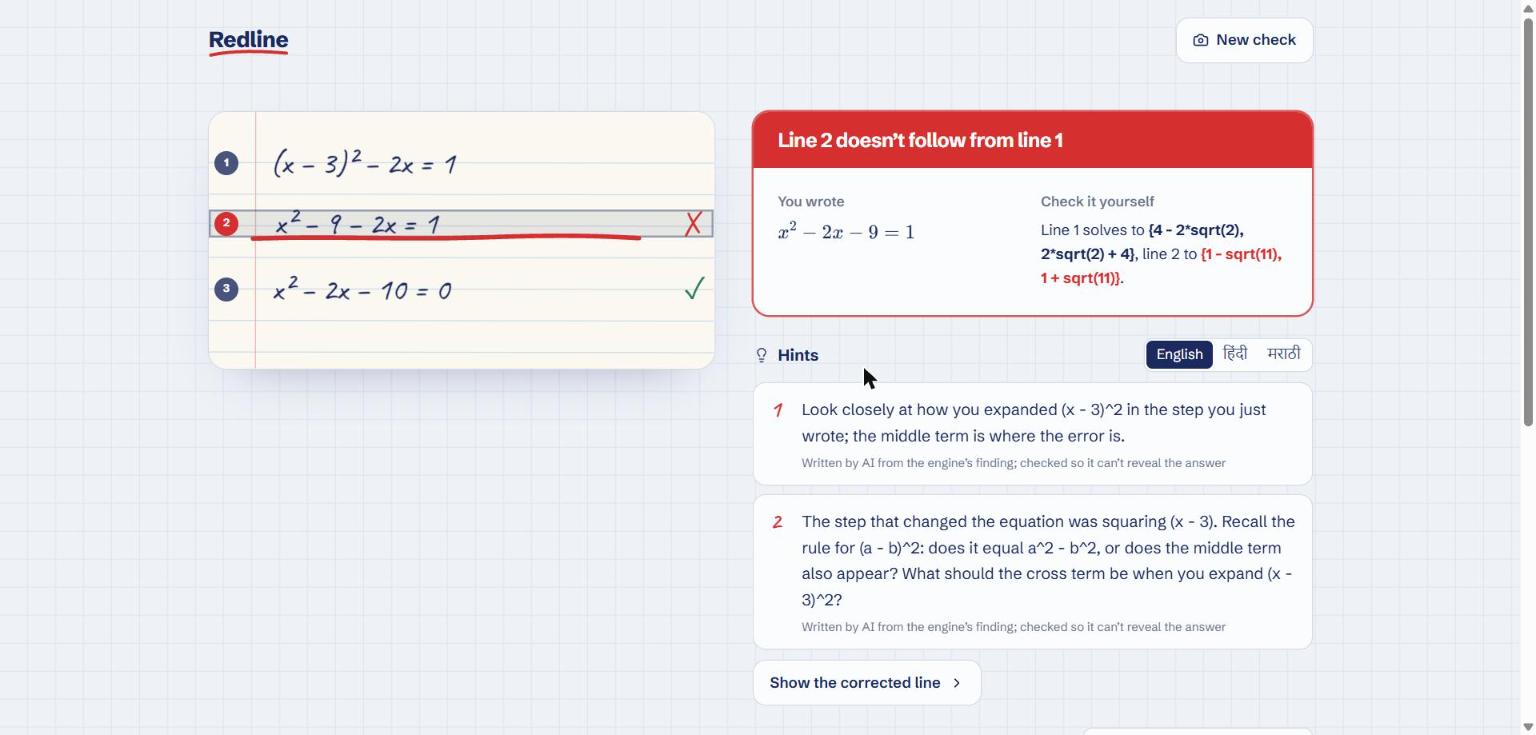 Redline
New check
1 (x - 3)² - 2x = 1
2 x² - 9 - 2x = 1 ✗
3 x² - 2x - 10 = 0 ✓
Line 2 doesn’t follow from line 1
You wrote
x² − 2x − 9 = 1
Check it yourself
Line 1 solves to {4 - 2*sqrt(2),
2*sqrt(2) + 4}, line 2 to {1 - sqrt(11),
1 + sqrt(11)}.
Hints
English हिंदी मराठी
1 Look closely at how you expanded (x - 3)^2 in the step you just
wrote; the middle term is where the error is.
Written by AI from the engine’s finding; checked so it can’t reveal the answer
2 The step that changed the equation was squaring (x - 3). Recall the
rule for (a - b)^2: does it equal a^2 - b^2, or does the middle term
also appear? What should the cross term be when you expand (x -
3)^2?
Written by AI from the engine’s finding; checked so it can’t reveal the answer
Show the corrected line